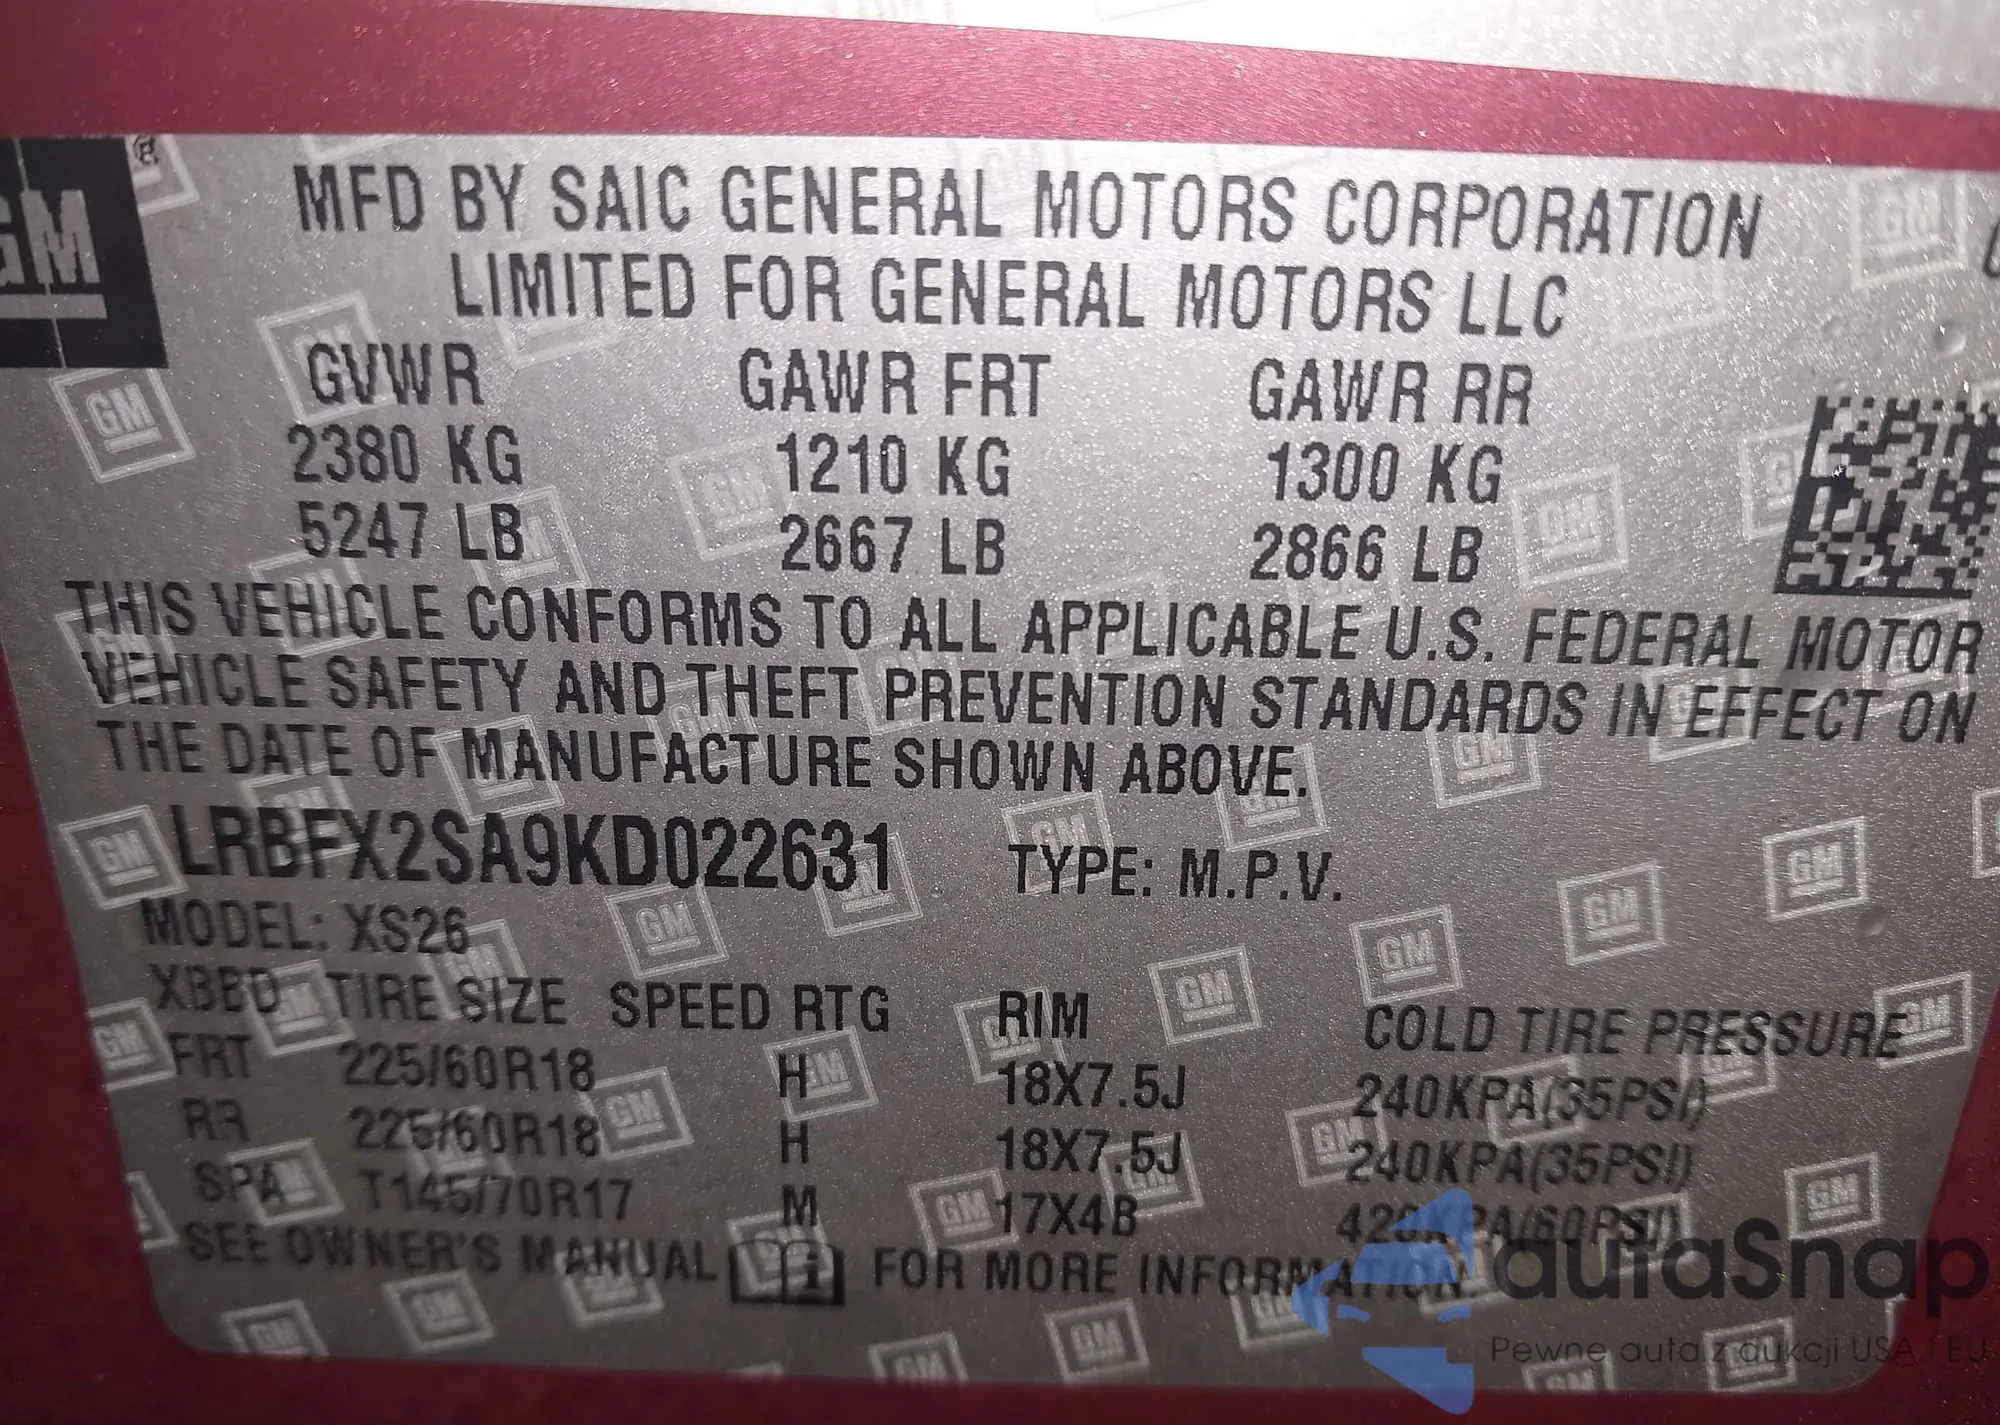 GM
MFD BY SAIC GENERAL MOTORS CORPORATION
LIMITED FOR GENERAL MOTORS LLC
GVWR GAWR FRT GAWR RR
2380 KG 1210 KG 1300 KG
5247 LB 2667 LB 2866 LB
THIS VEHICLE CONFORMS TO ALL APPLICABLE U.S. FEDERAL MOTOR
VEHICLE SAFETY AND THEFT PREVENTION STANDARDS IN EFFECT ON
THE DATE OF MANUFACTURE SHOWN ABOVE.
LRBFX2SA9KD022631 TYPE: M.P.V.
MODEL: XS26
XBBD TIRE SIZE SPEED RTG RIM COLD TIRE PRESSURE
FRT 225/60R18 H 18X7.5J 240KPA(35PSI)
RR 225/60R18 H 18X7.5J 240KPA(35PSI)
SPA T145/70R17 M 17X4B 420KPA(60PSI)
SEE OWNER'S MANUAL FOR MORE INFORMATION.
autaSnap
Pewne auta z aukcji USA i EU